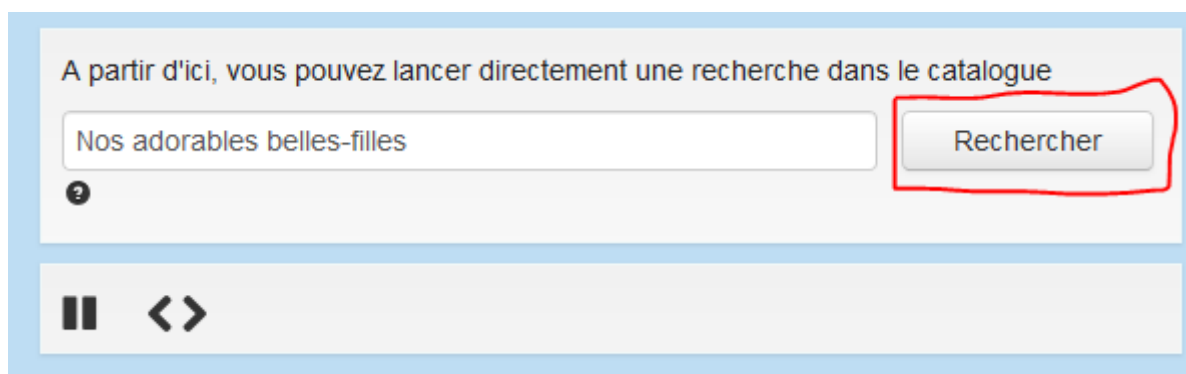 A partir d'ici, vous pouvez lancer directement une recherche dans le catalogue
Nos adorables belles-filles
Rechercher